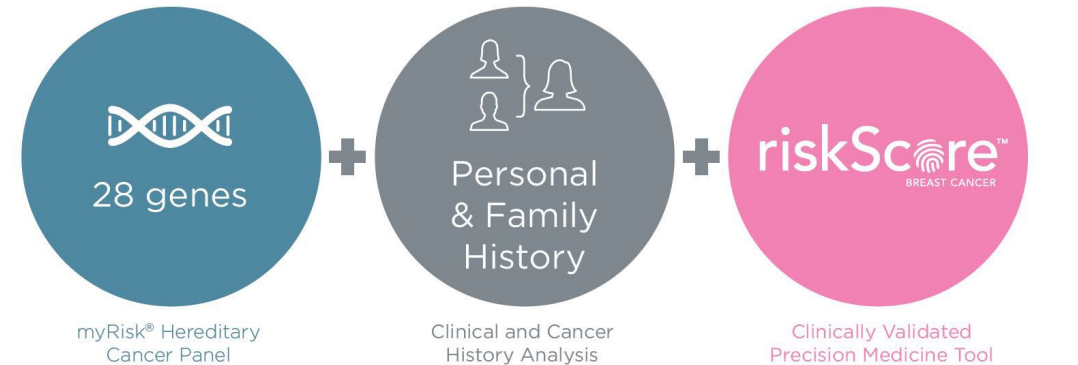 28 genes
myRisk® Hereditary
Cancer Panel
Personal
& Family
History
Clinical and Cancer
History Analysis
riskScore™
BREAST CANCER
Clinically Validated
Precision Medicine Tool